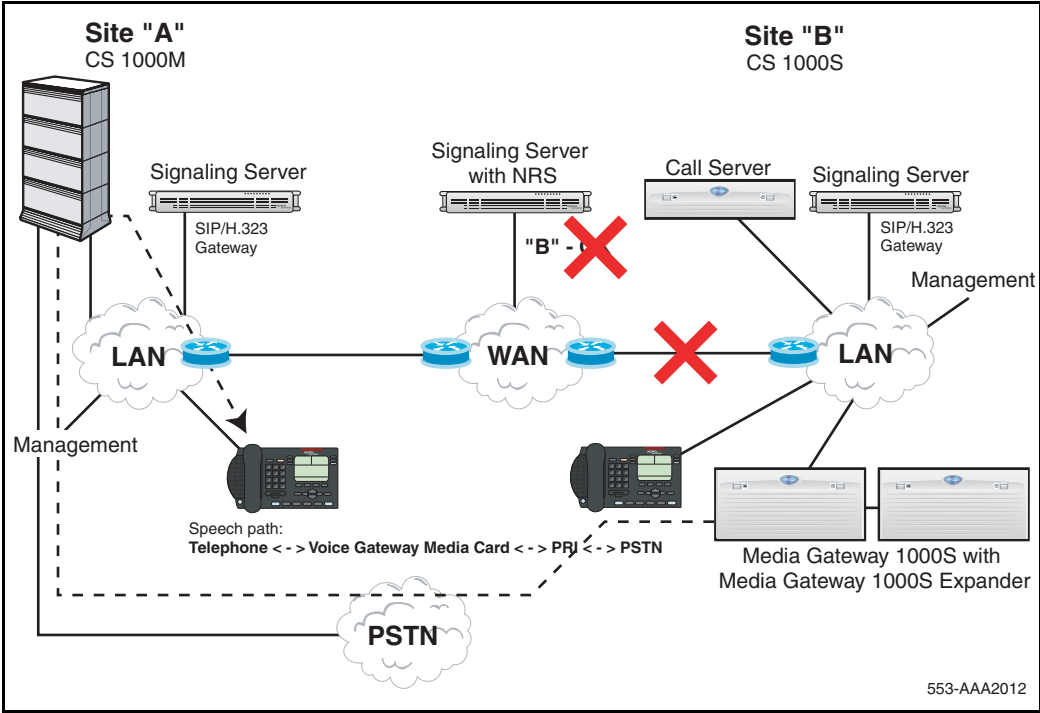 Site "A"
CS 1000M
Site "B"
CS 1000S
Signaling Server
SIP/H.323
Gateway
Signaling Server
with NRS
"B" -
Call Server
Signaling Server
SIP/H.323
Gateway
Management
LAN
WAN
LAN
Management
Speech path:
Telephone < - > Voice Gateway Media Card < - > PRI < - > PSTN
Media Gateway 1000S with
Media Gateway 1000S Expander
PSTN
553-AAA2012